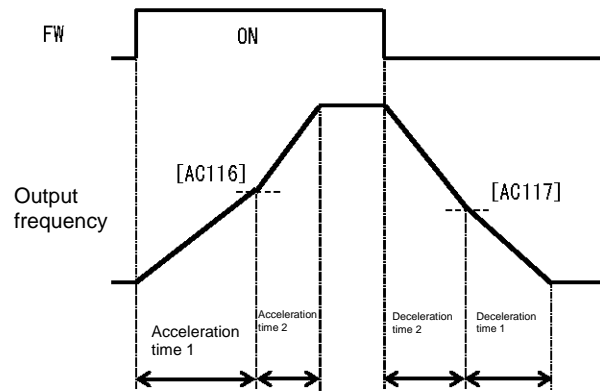 FW
ON
[AC116]
[AC117]
Output
frequency
Acceleration
time 1
Acceleration
time 2
Deceleration
time 2
Deceleration
time 1